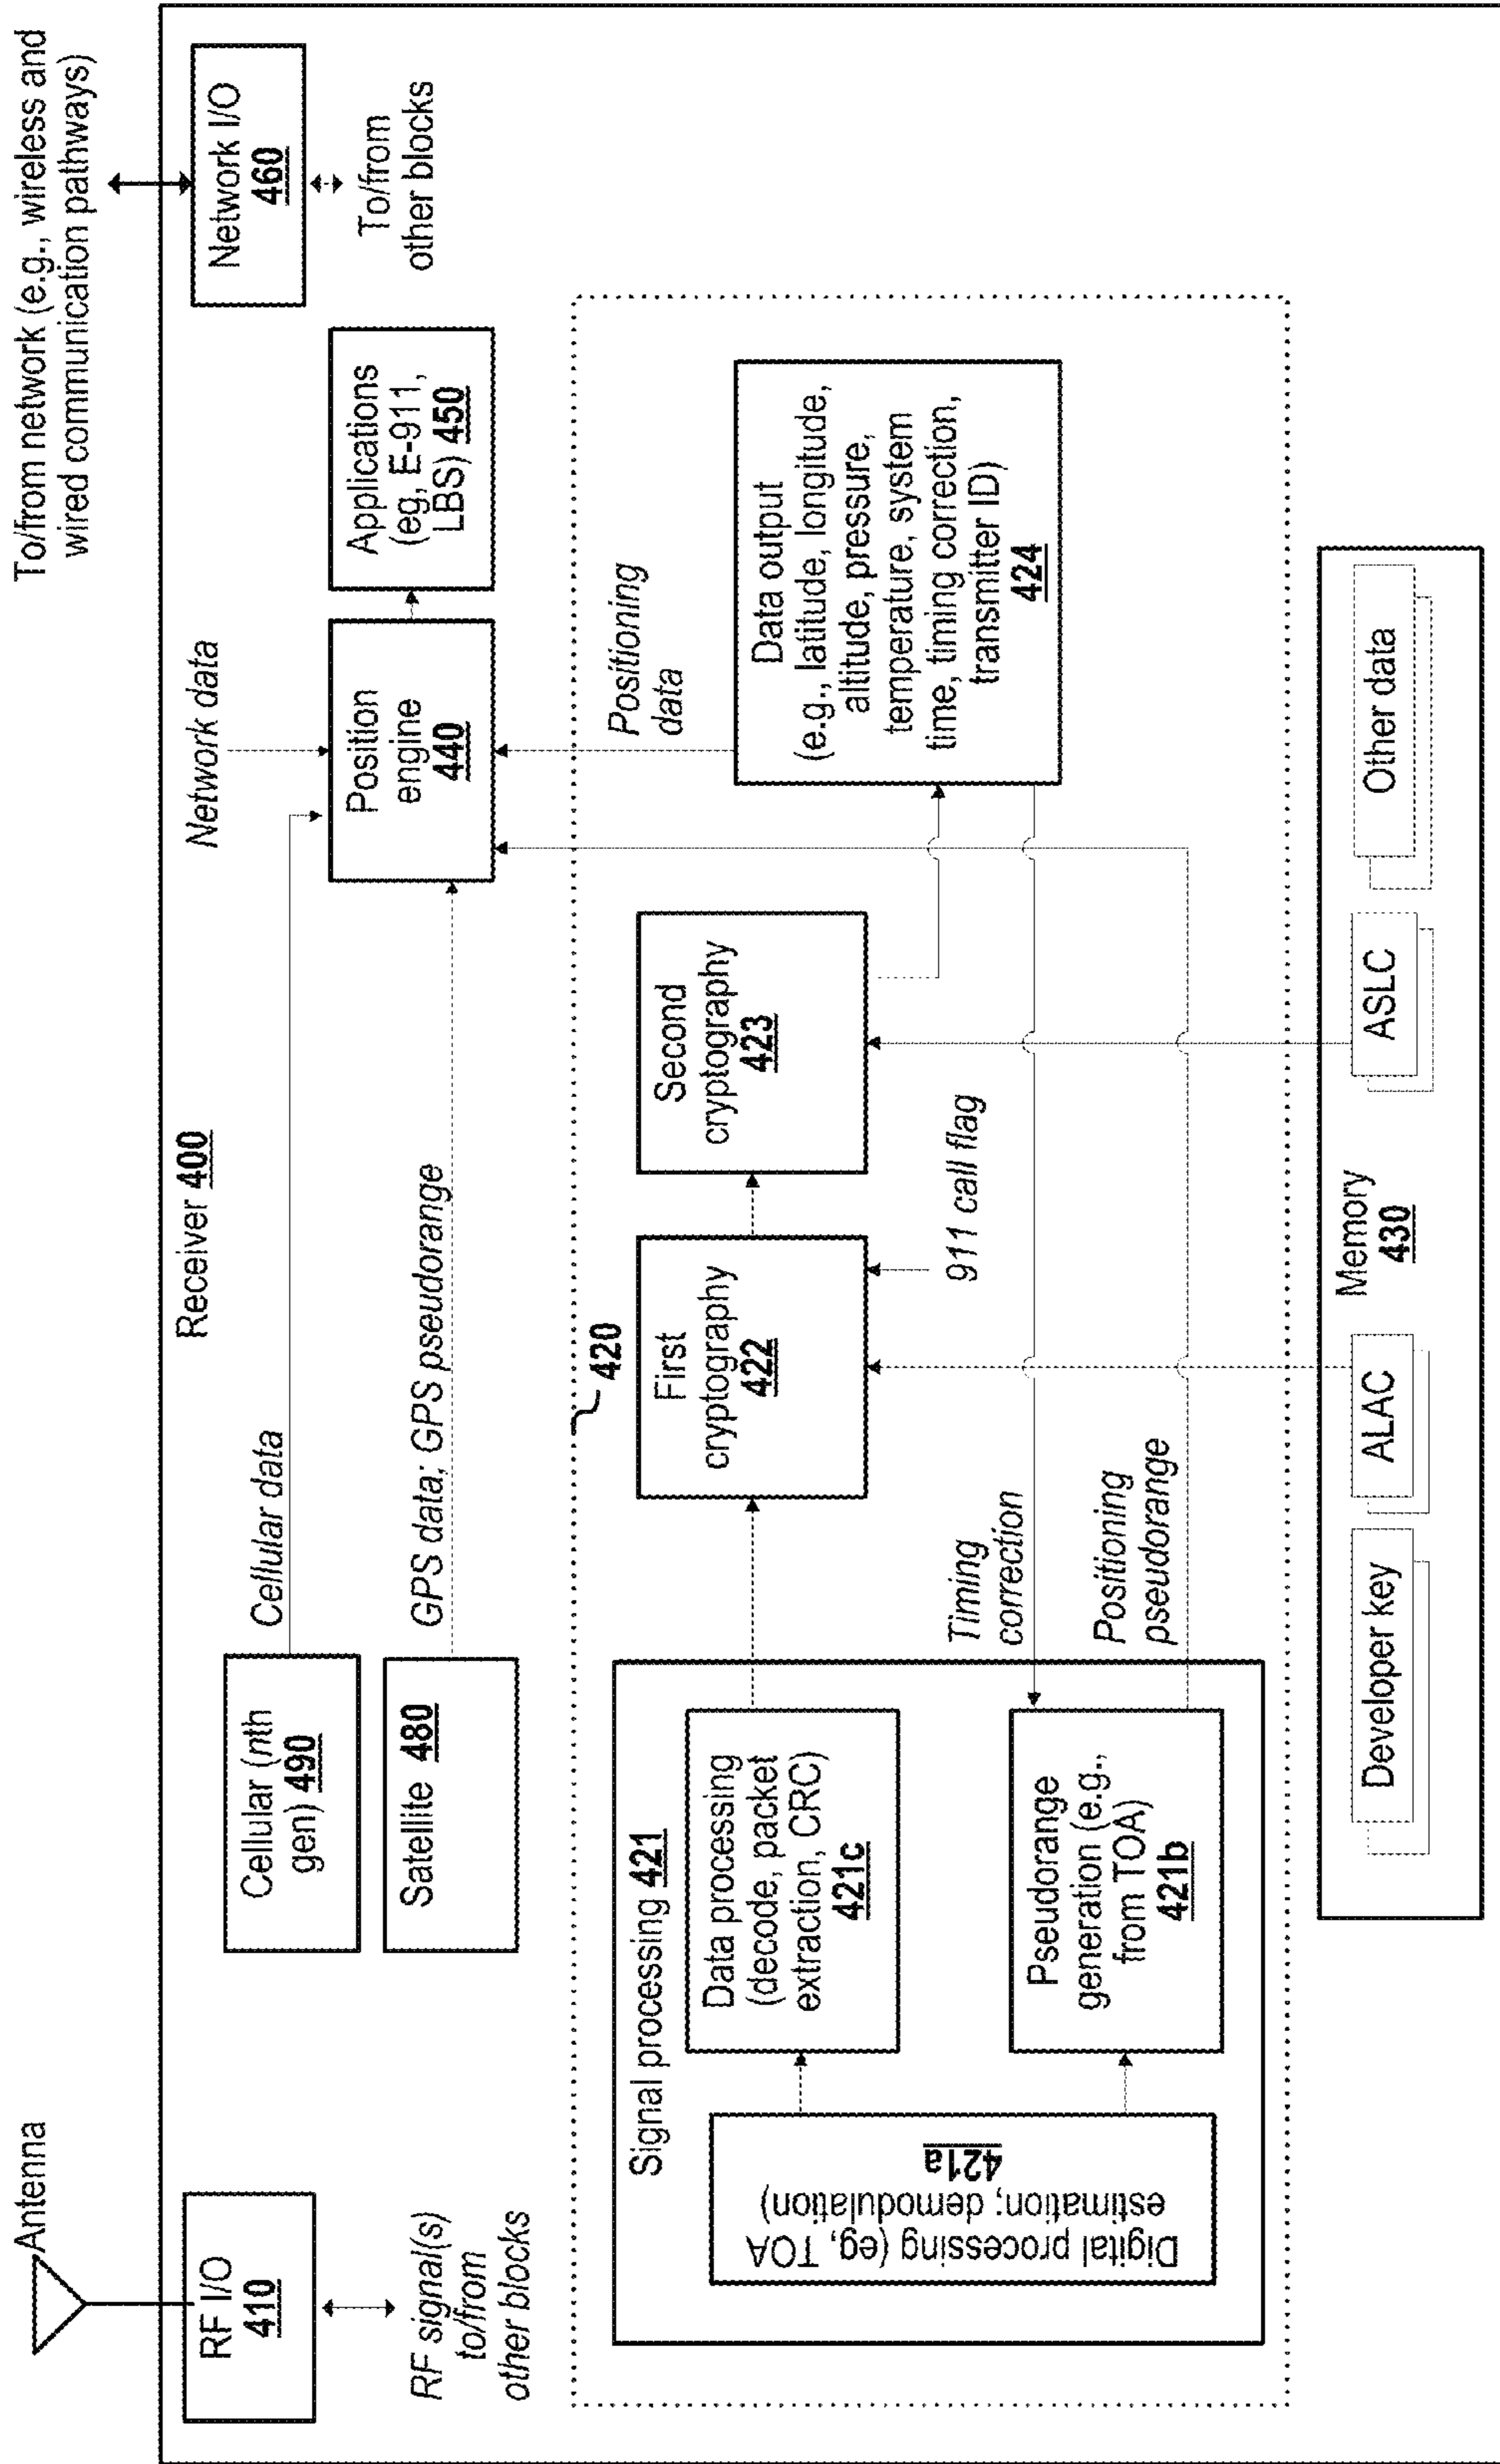 Antenna
To/from network (e.g., wireless and
wired communication pathways)
Receiver 400
RF I/O
410
RF signal(s)
to/from
other blocks
Cellular (nth
gen) 490
Cellular data
Satellite 480
GPS data; GPS pseudorange
Network data
Position
engine
440
Applications
(eg, E-911,
LBS) 450
Network I/O
460
To/from
other blocks
420
Signal processing 421
Digital processing (eg, TOA
estimation; demodulation)
421a
Data processing
(decode, packet
extraction, CRC)
421c
Pseudorange
generation (e.g.,
from TOA)
421b
First
cryptography
422
Second
cryptography
423
911 call flag
Timing
correction
Positioning
pseudorange
Positioning
data
Data output
(e.g., latitude, longitude,
altitude, pressure,
temperature, system
time, timing correction,
transmitter ID)
424
Memory
430
Developer key
ALAC
ASLC
Other data